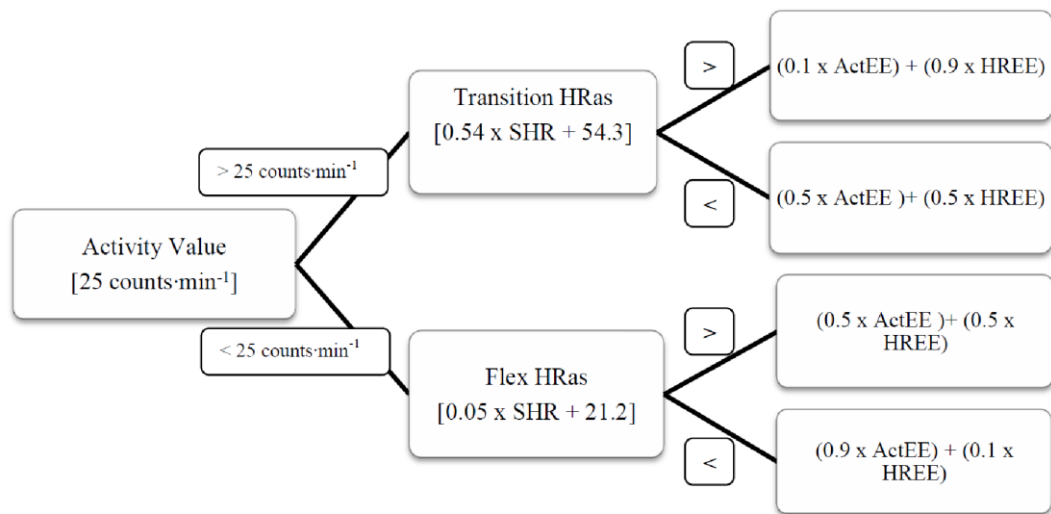 Activity Value
[25 counts·min⁻¹]
> 25 counts·min⁻¹
< 25 counts·min⁻¹
Transition HRas
[0.54 x SHR + 54.3]
>
<
(0.1 x ActEE) + (0.9 x HREE)
(0.5 x ActEE )+ (0.5 x HREE)
Flex HRas
[0.05 x SHR + 21.2]
>
<
(0.5 x ActEE )+ (0.5 x
HREE)
(0.9 x ActEE) + (0.1 x
HREE)